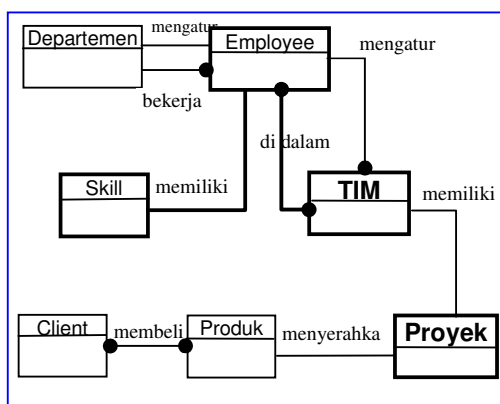 Departemen
mengatur
Employee
mengatur
bekerja
di dalam
Skill
memiliki
TIM
memiliki
Client
membeli
Produk
menyerahka
Proyek